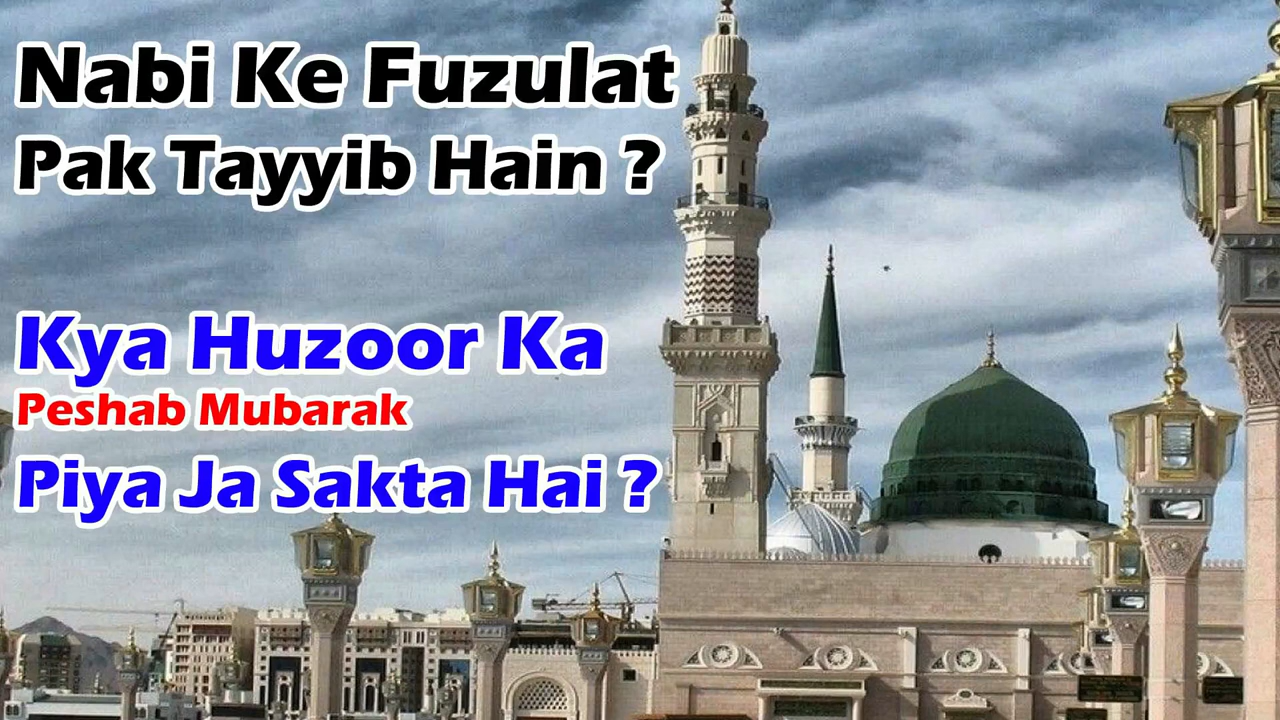 Nabi Ke Fuzulat
Pak Tayyib Hain ?
Kya Huzoor Ka
Peshab Mubarak
Piya Ja Sakta Hai ?